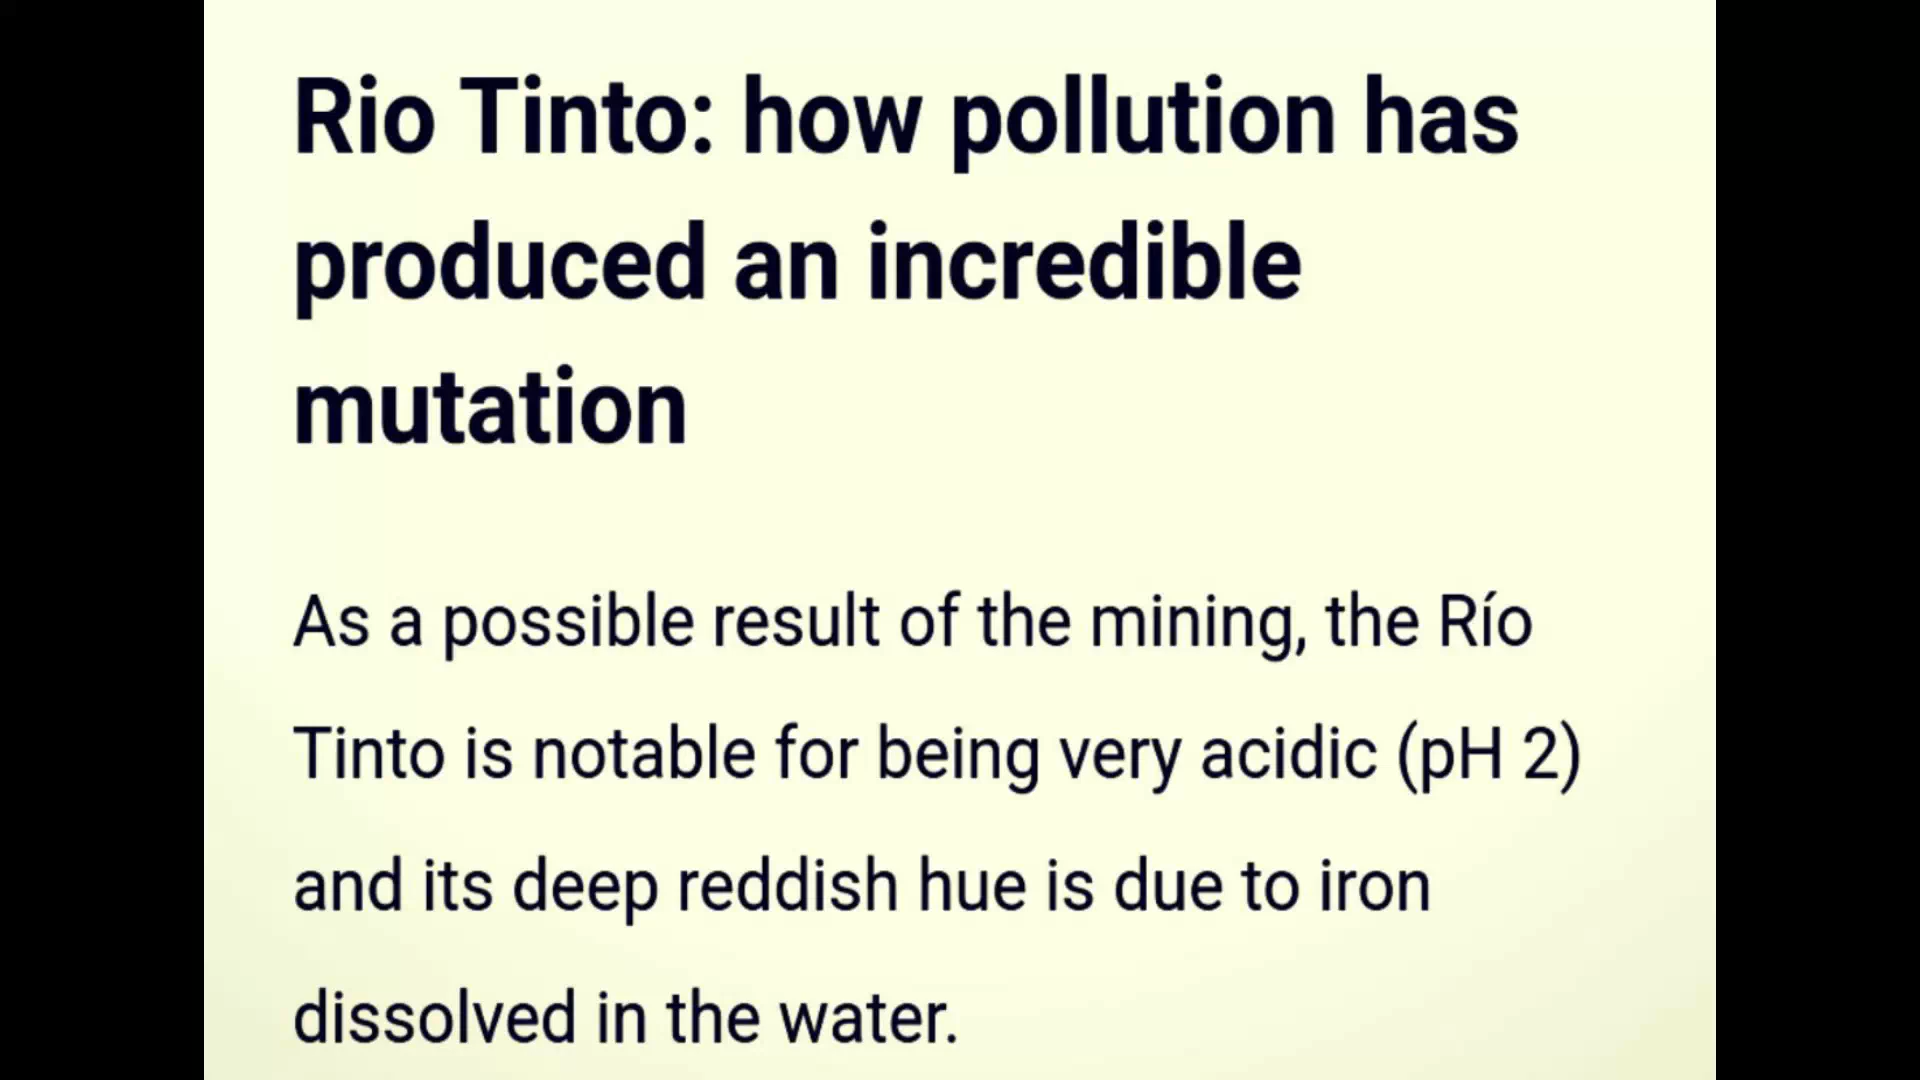 Rio Tinto: how pollution has
produced an incredible
mutation
As a possible result of the mining, the Río
Tinto is notable for being very acidic (pH 2)
and its deep reddish hue is due to iron
dissolved in the water.